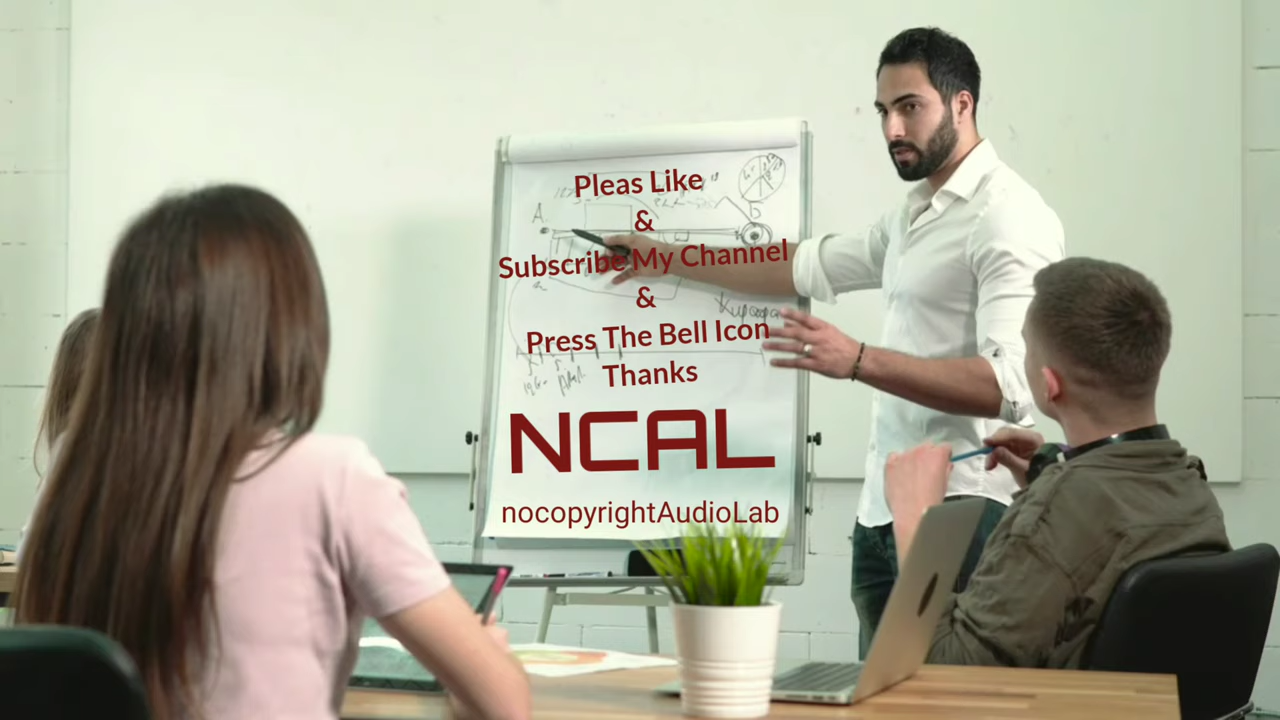 Pleas Like
&
Subscribe My Channel
&
Press The Bell Icon
Thanks
NCAL
nocopyrightAudioLab
A.